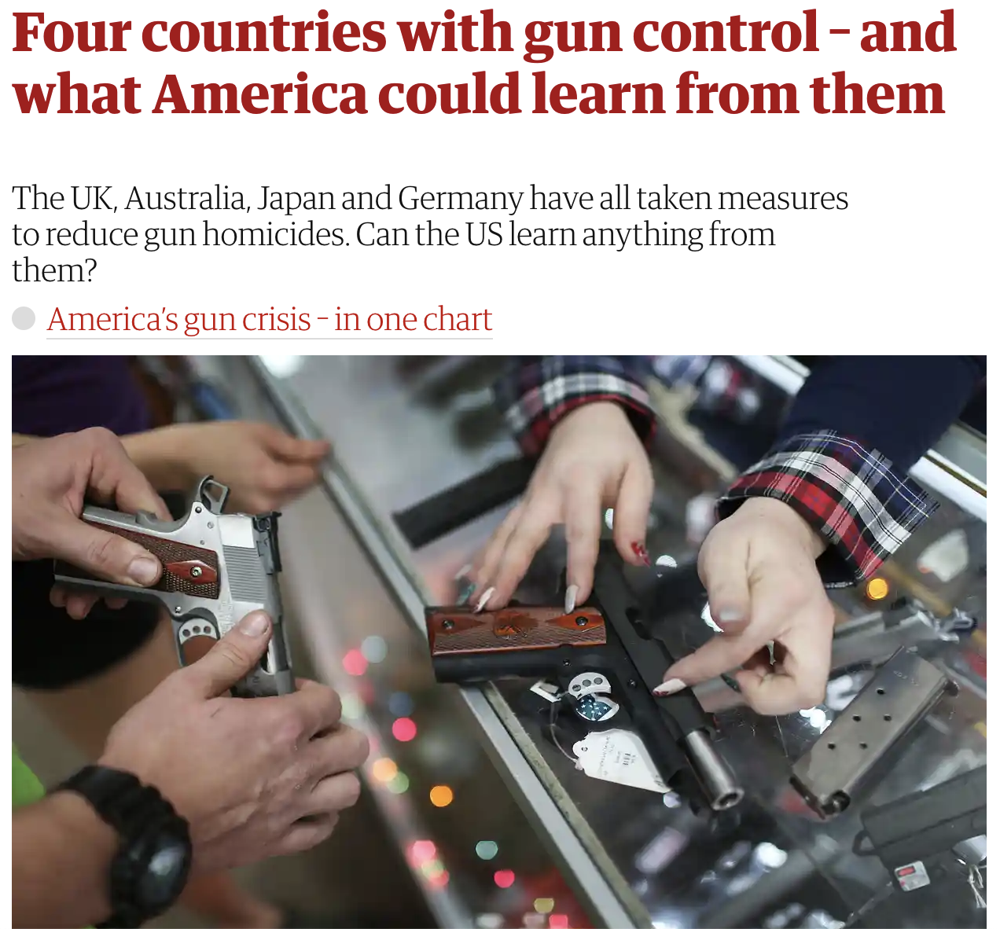 Four countries with gun control – and
what America could learn from them
The UK, Australia, Japan and Germany have all taken measures
to reduce gun homicides. Can the US learn anything from
them?
America’s gun crisis – in one chart